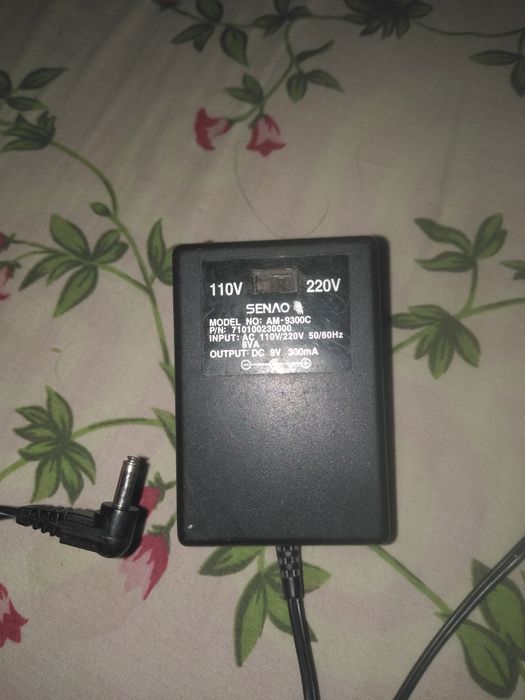 110V 220V
SENAO
MODEL NO: AM-9300C
P/N: 710100230000
INPUT: AC 110V/220V 50/60Hz
8VA
OUTPUT: DC 9V 300mA